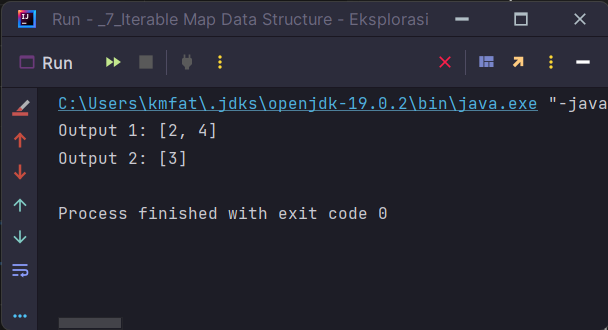 IJ
Run - _7_Iterable Map Data Structure - Eksplorasi
Run
C:\Users\kmfat\.jdks\openjdk-19.0.2\bin\java.exe "-java
Output 1: [2, 4]
Output 2: [3]
Process finished with exit code 0